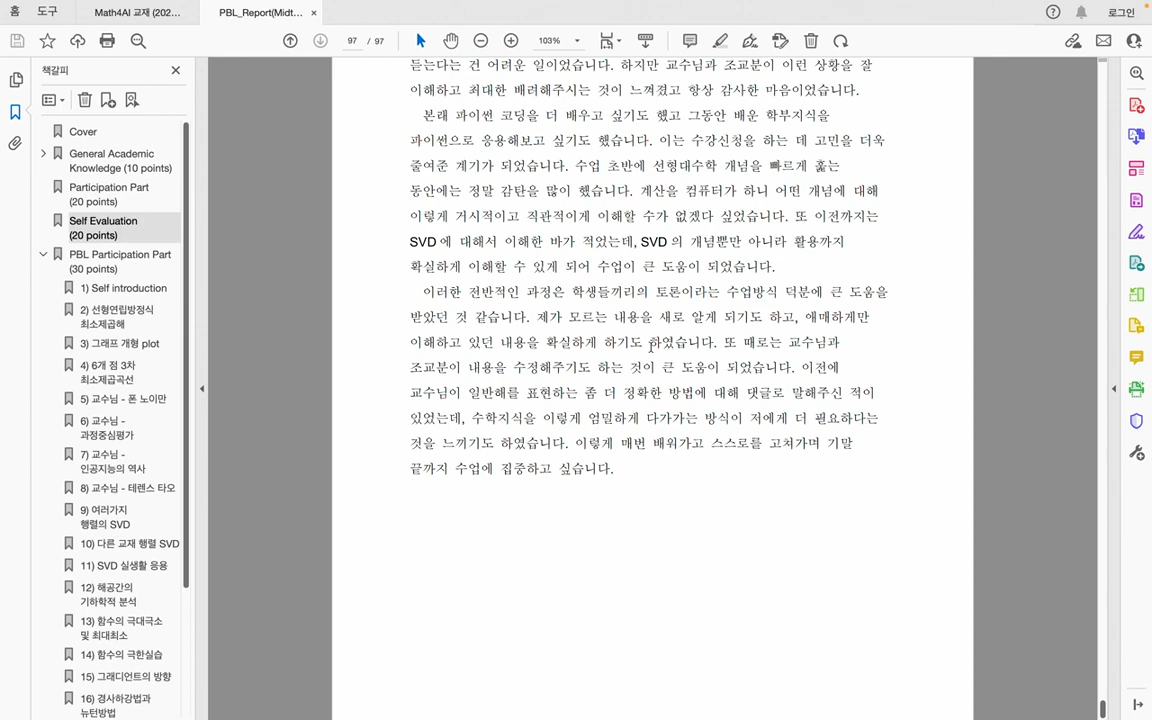 홈 도구 Math4AI 교재 (202... PBL_Report(Midt... × 로그인
97 / 97 103%
책갈피
Cover
General Academic
Knowledge (10 points)
Participation Part
(20 points)
Self Evaluation
(20 points)
PBL Participation Part
(30 points)
1) Self introduction
2) 선형연립방정식
최소제곱해
3) 그래프 개형 plot
4) 6개 점 3차
최소제곱곡선
5) 교수님 - 폰 노이만
6) 교수님 -
과정중심평가
7) 교수님 -
인공지능의 역사
8) 교수님 - 테렌스 타오
9) 여러가지
행렬의 SVD
10) 다른 교재 행렬 SVD
11) SVD 실생활 응용
12) 해공간의
기하학적 분석
13) 함수의 극대극소
및 최대최소
14) 함수의 극한실습
15) 그래디언트의 방향
16) 경사하강법과
뉴턴방법
듣는다는 건 어려운 일이었습니다. 하지만 교수님과 조교분이 이런 상황을 잘
이해하고 최대한 배려해주시는 것이 느껴졌고 항상 감사한 마음이었습니다.
본래 파이썬 코딩을 더 배우고 싶기도 했고 그동안 배운 학부지식을
파이썬으로 응용해보고 싶기도 했습니다. 이는 수강신청을 하는 데 고민을 더욱
줄여준 계기가 되었습니다. 수업 초반에 선형대수학 개념을 빠르게 훑는
동안에는 정말 감탄을 많이 했습니다. 계산을 컴퓨터가 하니 어떤 개념에 대해
이렇게 거시적이고 직관적이게 이해할 수가 없겠다 싶었습니다. 또 이전까지는
SVD 에 대해서 이해한 바가 적었는데, SVD 의 개념뿐만 아니라 활용까지
확실하게 이해할 수 있게 되어 수업이 큰 도움이 되었습니다.
이러한 전반적인 과정은 학생들끼리의 토론이라는 수업방식 덕분에 큰 도움을
받았던 것 같습니다. 제가 모르는 내용을 새로 알게 되기도 하고, 애매하게만
이해하고 있던 내용을 확실하게 하기도 하였습니다. 또 때로는 교수님과
조교분이 내용을 수정해주기도 하는 것이 큰 도움이 되었습니다. 이전에
교수님이 일반해를 표현하는 좀 더 정확한 방법에 대해 댓글로 말해주신 적이
있었는데, 수학지식을 이렇게 엄밀하게 다가가는 방식이 저에게 더 필요하다는
것을 느끼기도 하였습니다. 이렇게 매번 배워가고 스스로를 고쳐가며 기말
끝까지 수업에 집중하고 싶습니다.